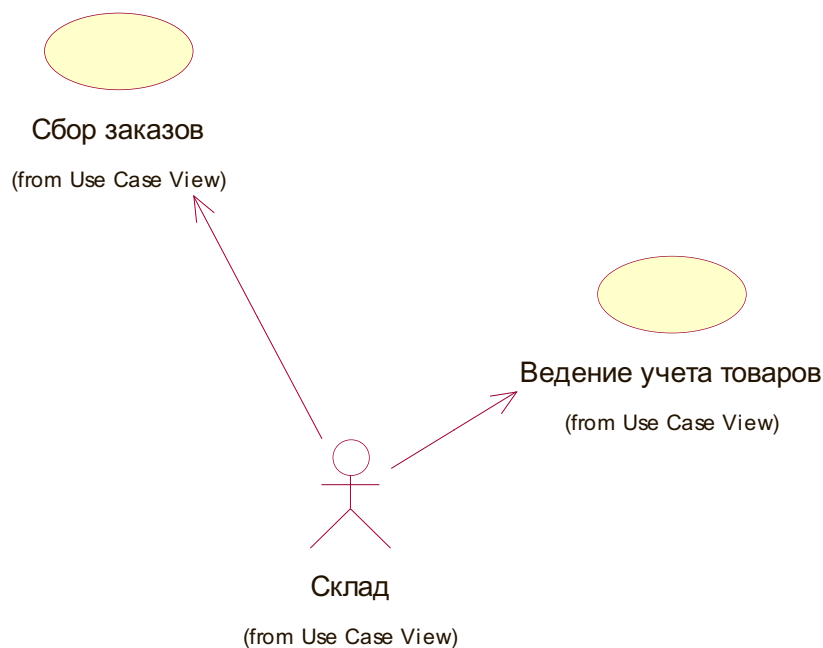 Сбор заказов
(from Use Case View)
Ведение учета товаров
(from Use Case View)
Склад
(from Use Case View)